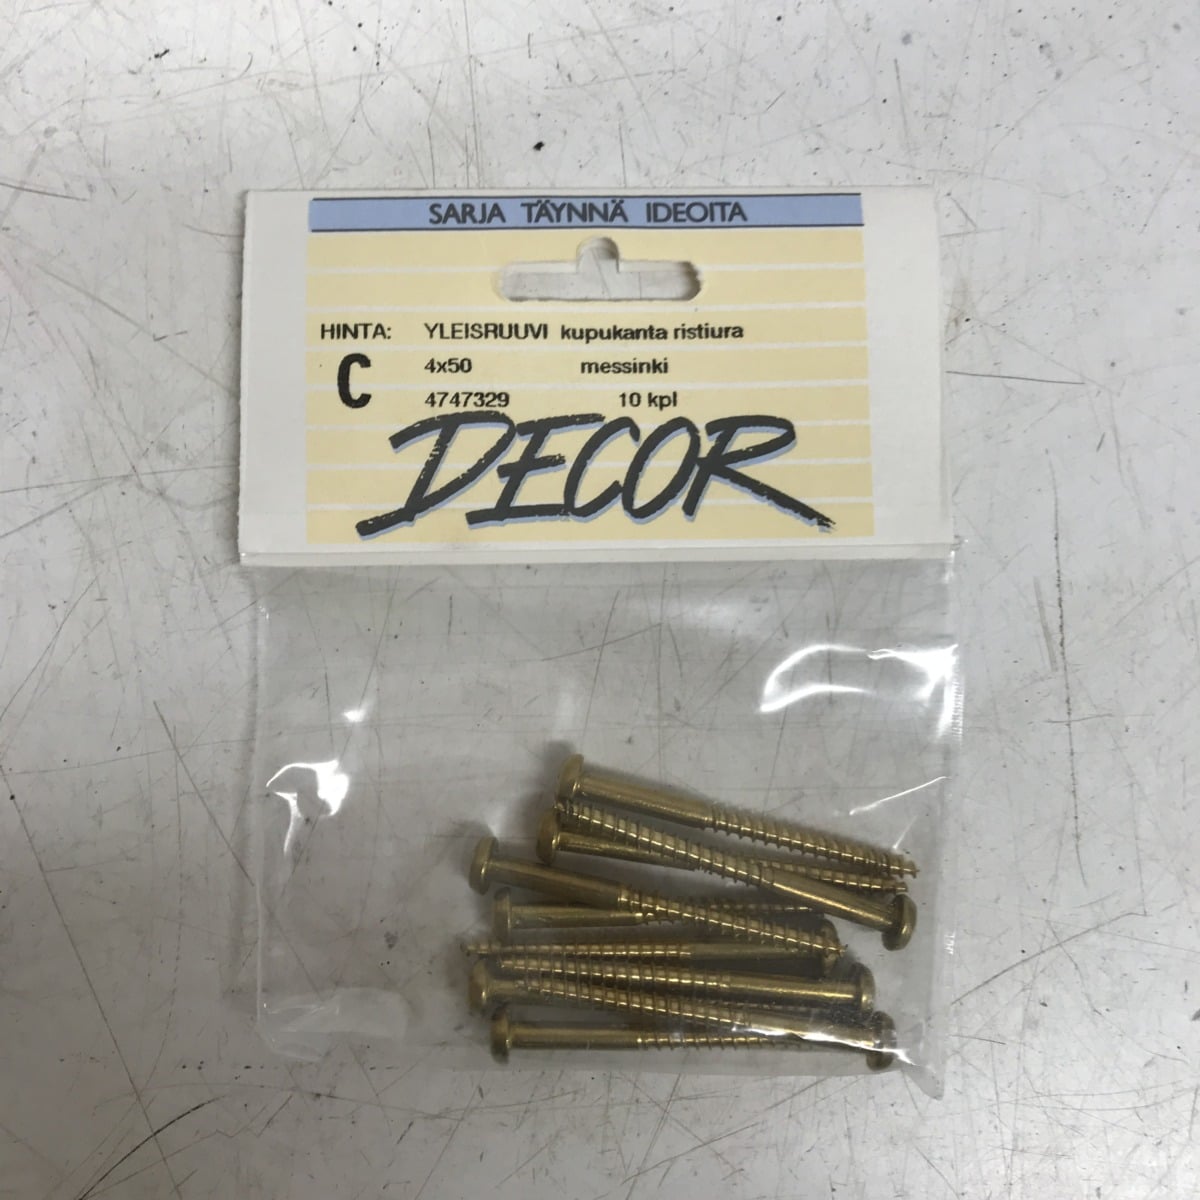 SARJA TÄYNNÄ IDEOITA
HINTA: YLEISRUUVI kupukanta ristiura
C 4x50 messinki
4747329 10 kpl
DECOR